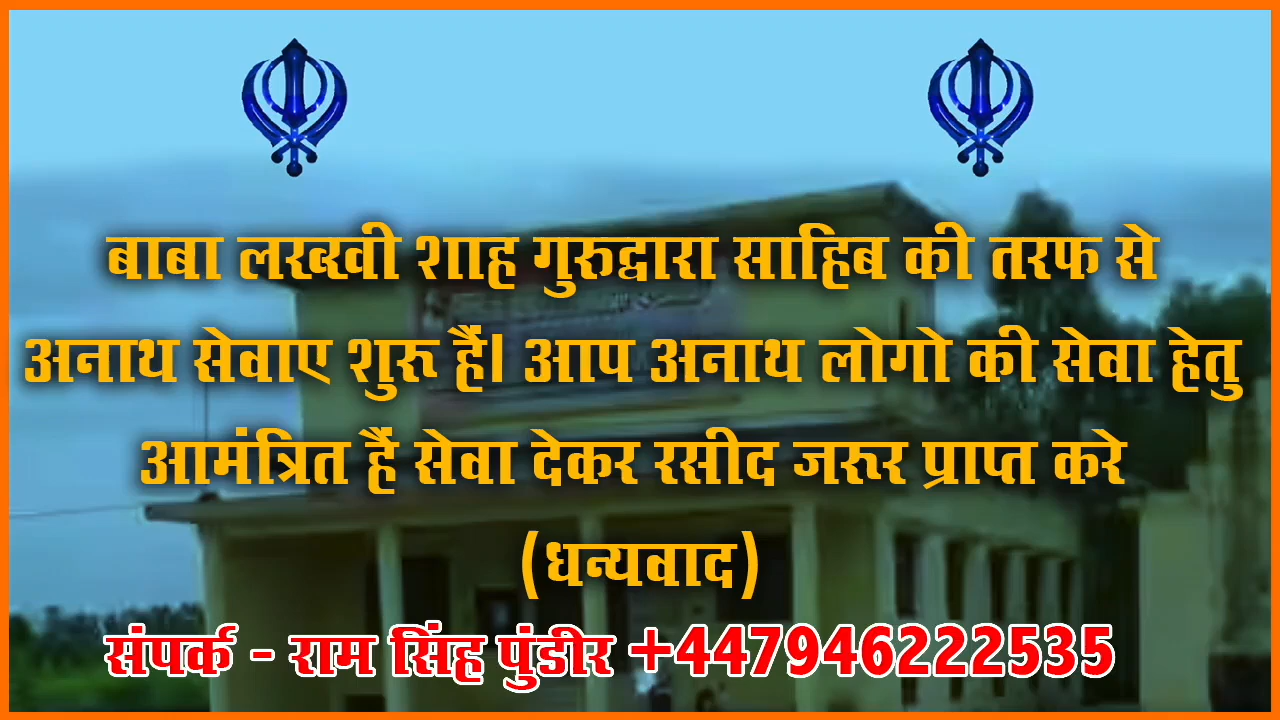 बाबा लख्खी शाह गुरुद्वारा साहिब की तरफ से
अनाथ सेवाए शुरू हैं। आप अनाथ लोगो की सेवा हेतु
आमंत्रित हैं सेवा देकर रसीद जरूर प्राप्त करे
(धन्यवाद)
संपर्क - राम सिंह पुंडीर +447946222535